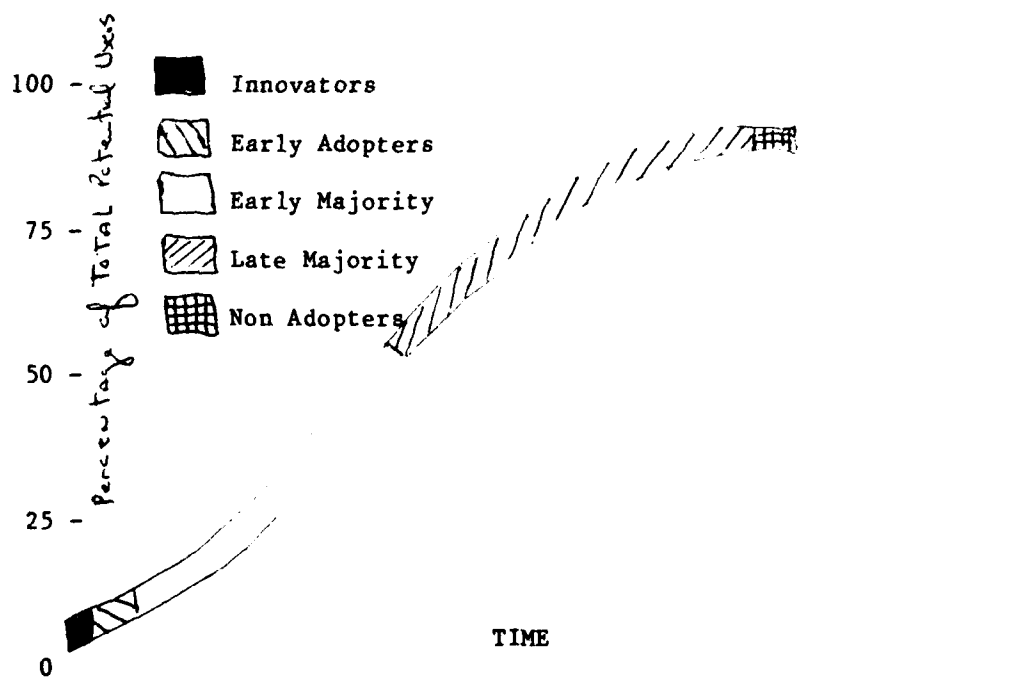 Percentage of Total Potential Users
100 -
75 -
50 -
25 -
0
Innovators
Early Adopters
Early Majority
Late Majority
Non Adopters
TIME